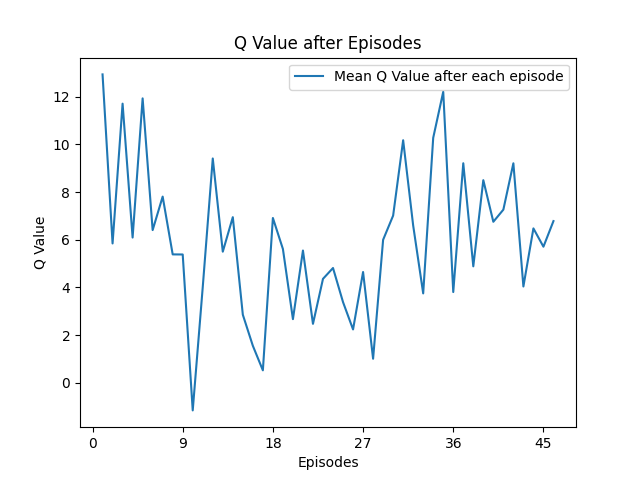 Q Value after Episodes
Mean Q Value after each episode
12
10
8
6
4
2
0
Q Value
0 9 18 27 36 45
Episodes